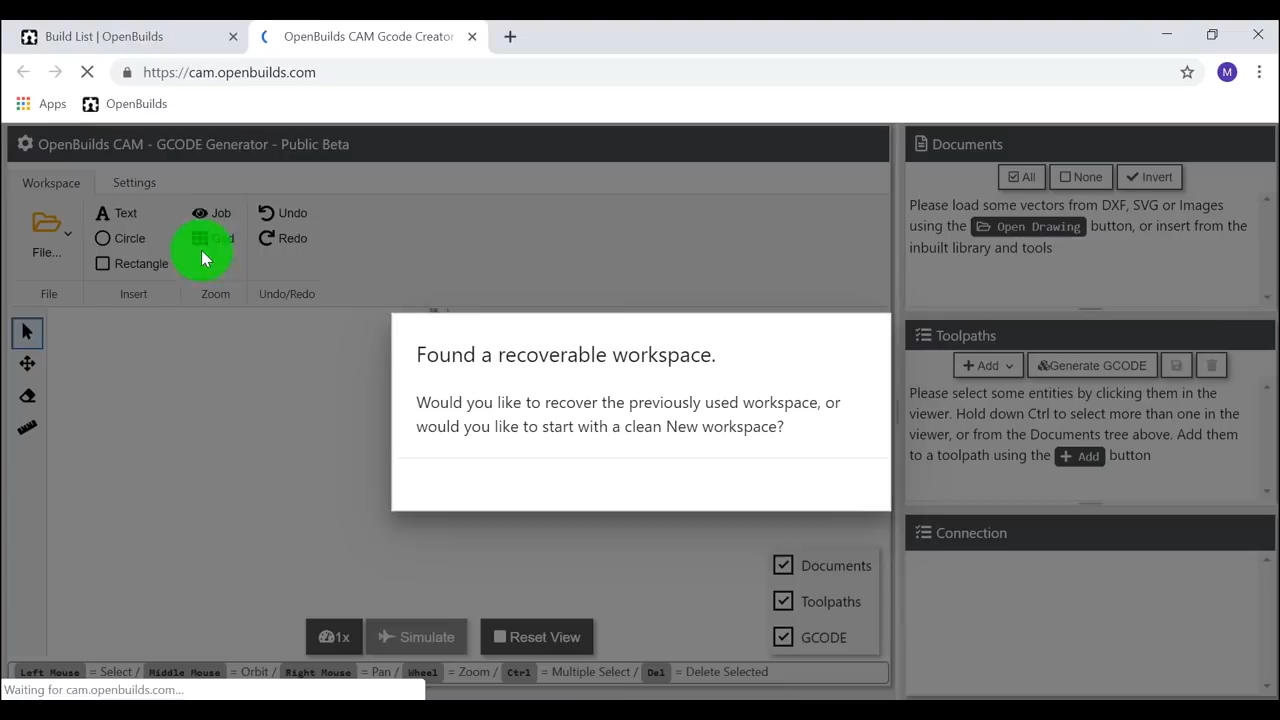 Build List | OpenBuilds
OpenBuilds CAM Gcode Creator
https://cam.openbuilds.com
M
Apps
OpenBuilds
OpenBuilds CAM - GCODE Generator - Public Beta
Workspace
Settings
File...
Text
Circle
Rectangle
Job
Grid
Undo
Redo
File
Insert
Zoom
Undo/Redo
Found a recoverable workspace.
Would you like to recover the previously used workspace, or
would you like to start with a clean New workspace?
Documents
Toolpaths
GCODE
1x
Simulate
Reset View
Left Mouse = Select / Middle Mouse = Orbit / Right Mouse = Pan / Wheel = Zoom / Ctrl = Multiple Select / Del = Delete Selected
Waiting for cam.openbuilds.com...
Documents
All
None
Invert
Please load some vectors from DXF, SVG or Images
using the Open Drawing button, or insert from the
inbuilt library and tools
Toolpaths
Add
Generate GCODE
Please select some entities by clicking them in the
viewer. Hold down Ctrl to select more than one in the
viewer, or from the Documents tree above. Add them
to a toolpath using the + Add button
Connection